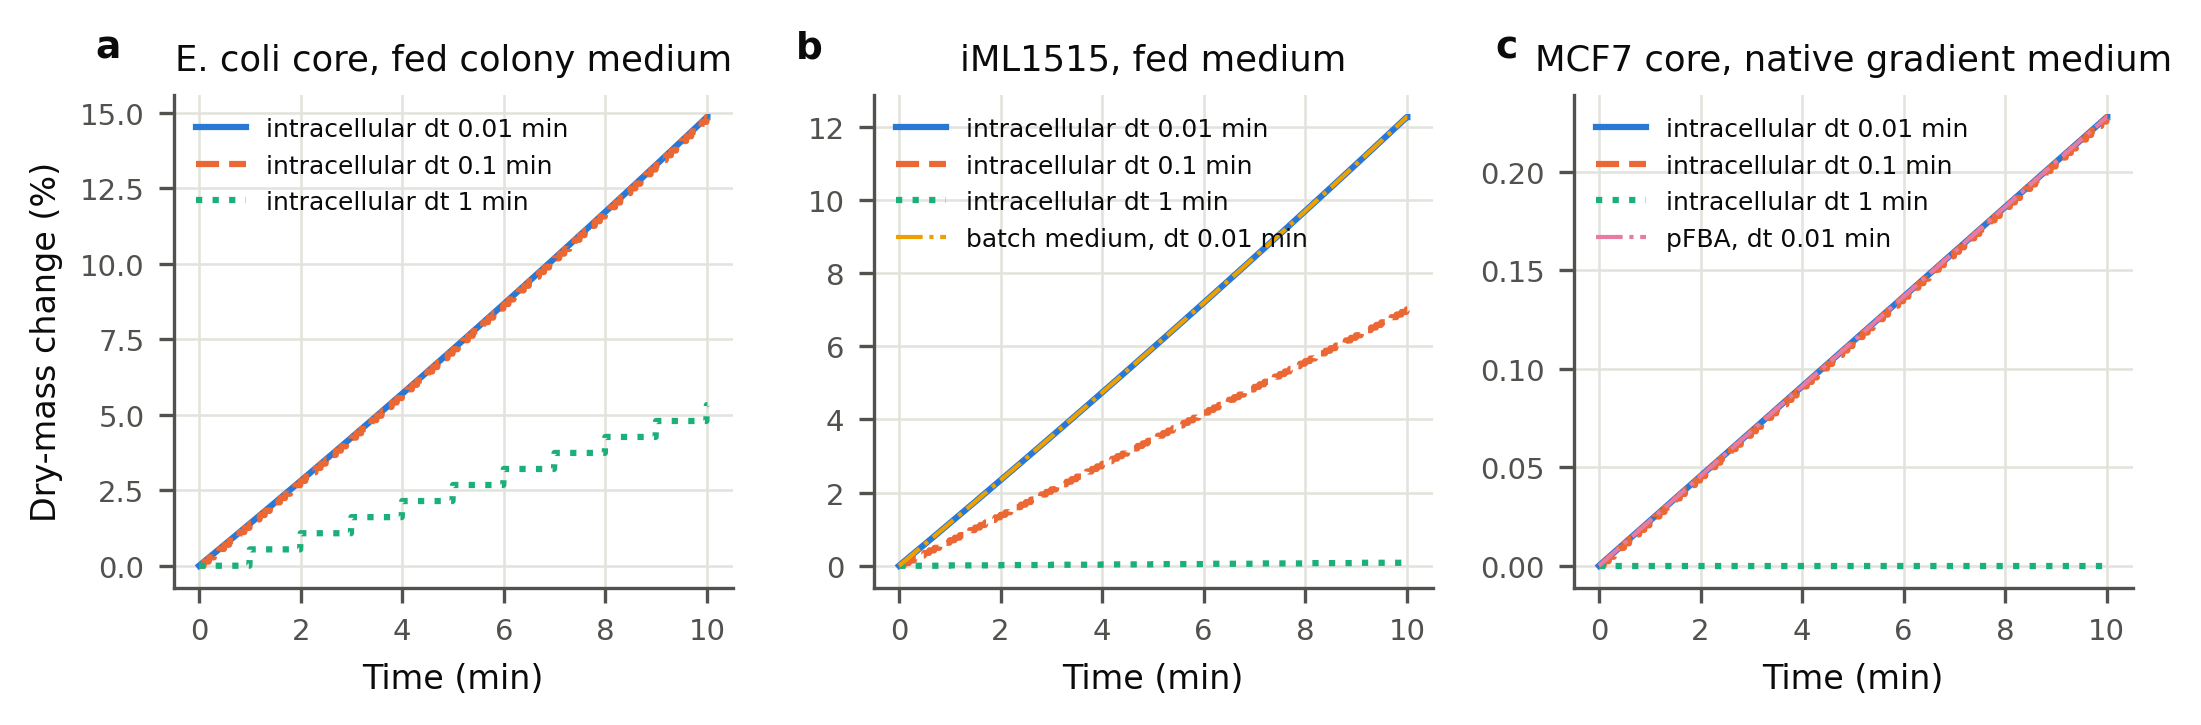 a
E. coli core, fed colony medium
Dry-mass change (%)
15.0
12.5
10.0
7.5
5.0
2.5
0.0
intracellular dt 0.01 min
intracellular dt 0.1 min
intracellular dt 1 min
0 2 4 6 8 10
Time (min)
b
iML1515, fed medium
12
10
8
6
4
2
0
intracellular dt 0.01 min
intracellular dt 0.1 min
intracellular dt 1 min
batch medium, dt 0.01 min
0 2 4 6 8 10
Time (min)
c
MCF7 core, native gradient medium
0.20
0.15
0.10
0.05
0.00
intracellular dt 0.01 min
intracellular dt 0.1 min
intracellular dt 1 min
pFBA, dt 0.01 min
0 2 4 6 8 10
Time (min)